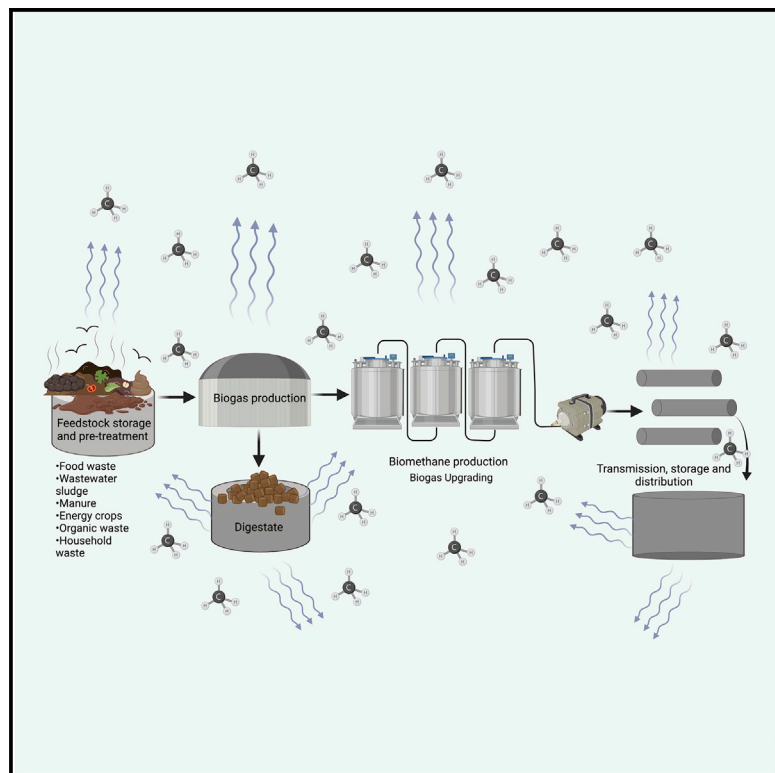 Feedstock storage
and pre-treatment
•Food waste
•Wastewater
sludge
•Manure
•Energy crops
•Organic waste
•Household
waste
Biogas production
Digestate
Biomethane production
Biogas Upgrading
Transmission, storage and
distribution